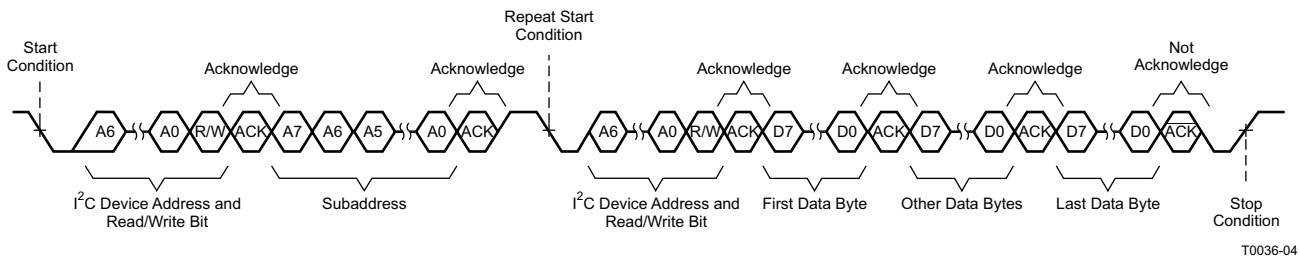 Repeat Start
Condition
Start
Condition
Not
Acknowledge
Acknowledge
Acknowledge
Acknowledge
Acknowledge
Acknowledge
A6 A0 R/W ACK A7 A6 A5 A0 ACK A6 A0 R/W ACK D7 D0 ACK D7 D0 ACK D7 D0 ACK
I²C Device Address and
Read/Write Bit
Subaddress
I²C Device Address and
Read/Write Bit
First Data Byte
Other Data Bytes
Last Data Byte
Stop
Condition
T0036-04